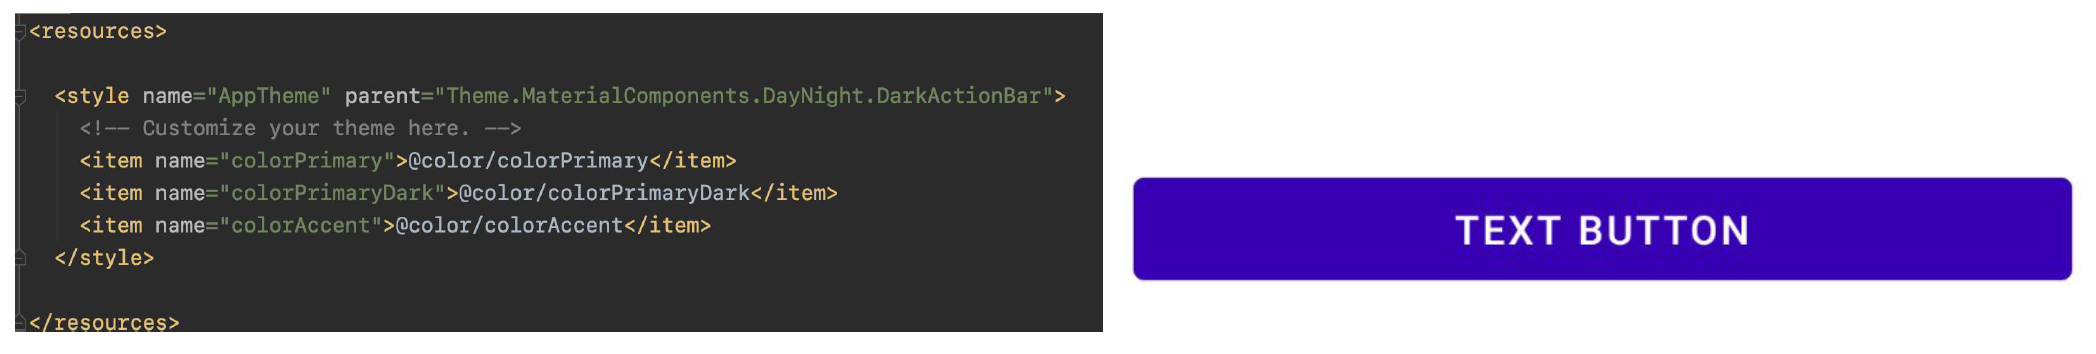 <resources>
<style name="AppTheme" parent="Theme.MaterialComponents.DayNight.DarkActionBar">
<!-- Customize your theme here. -->
<item name="colorPrimary">@color/colorPrimary</item>
<item name="colorPrimaryDark">@color/colorPrimaryDark</item>
<item name="colorAccent">@color/colorAccent</item>
</style>
</resources>
TEXT BUTTON